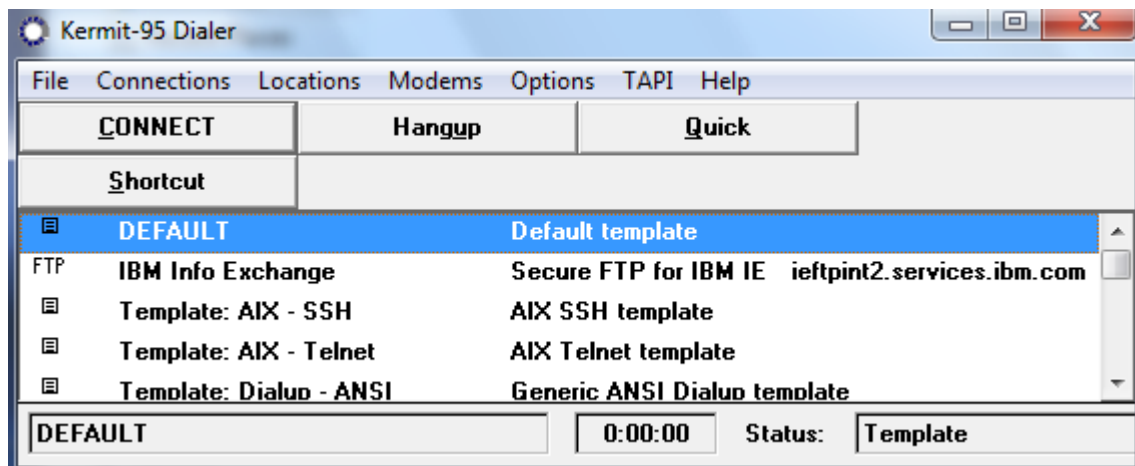 Kermit-95 Dialer
File Connections Locations Modems Options TAPI Help
CONNECT Hangup Quick
Shortcut
DEFAULT Default template
FTP IBM Info Exchange Secure FTP for IBM IE ieftpint2.services.ibm.com
Template: AIX - SSH AIX SSH template
Template: AIX - Telnet AIX Telnet template
Template: Dialup - ANSI Generic ANSI Dialup template
DEFAULT 0:00:00 Status: Template